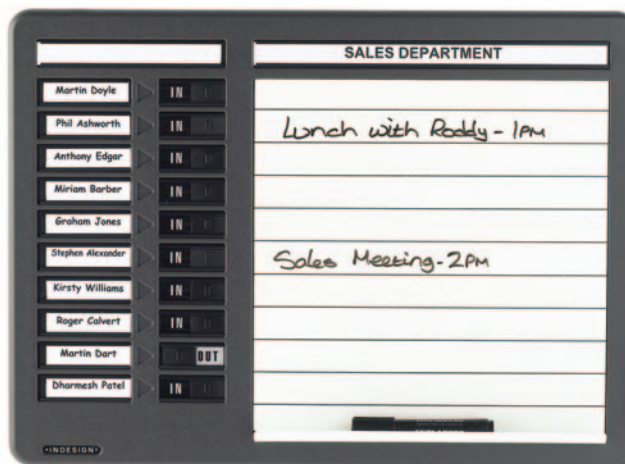 SALES DEPARTMENT
Martin Doyle IN
Phil Ashworth IN Lunch with Roddy - 1PM
Anthony Edgar IN
Miriam Barber IN
Graham Jones IN
Stephen Alexander IN Sales Meeting - 2PM
Kirsty Williams IN
Roger Calvert IN
Martin Dart OUT
Dharmesh Patel IN
•INDESIGN•